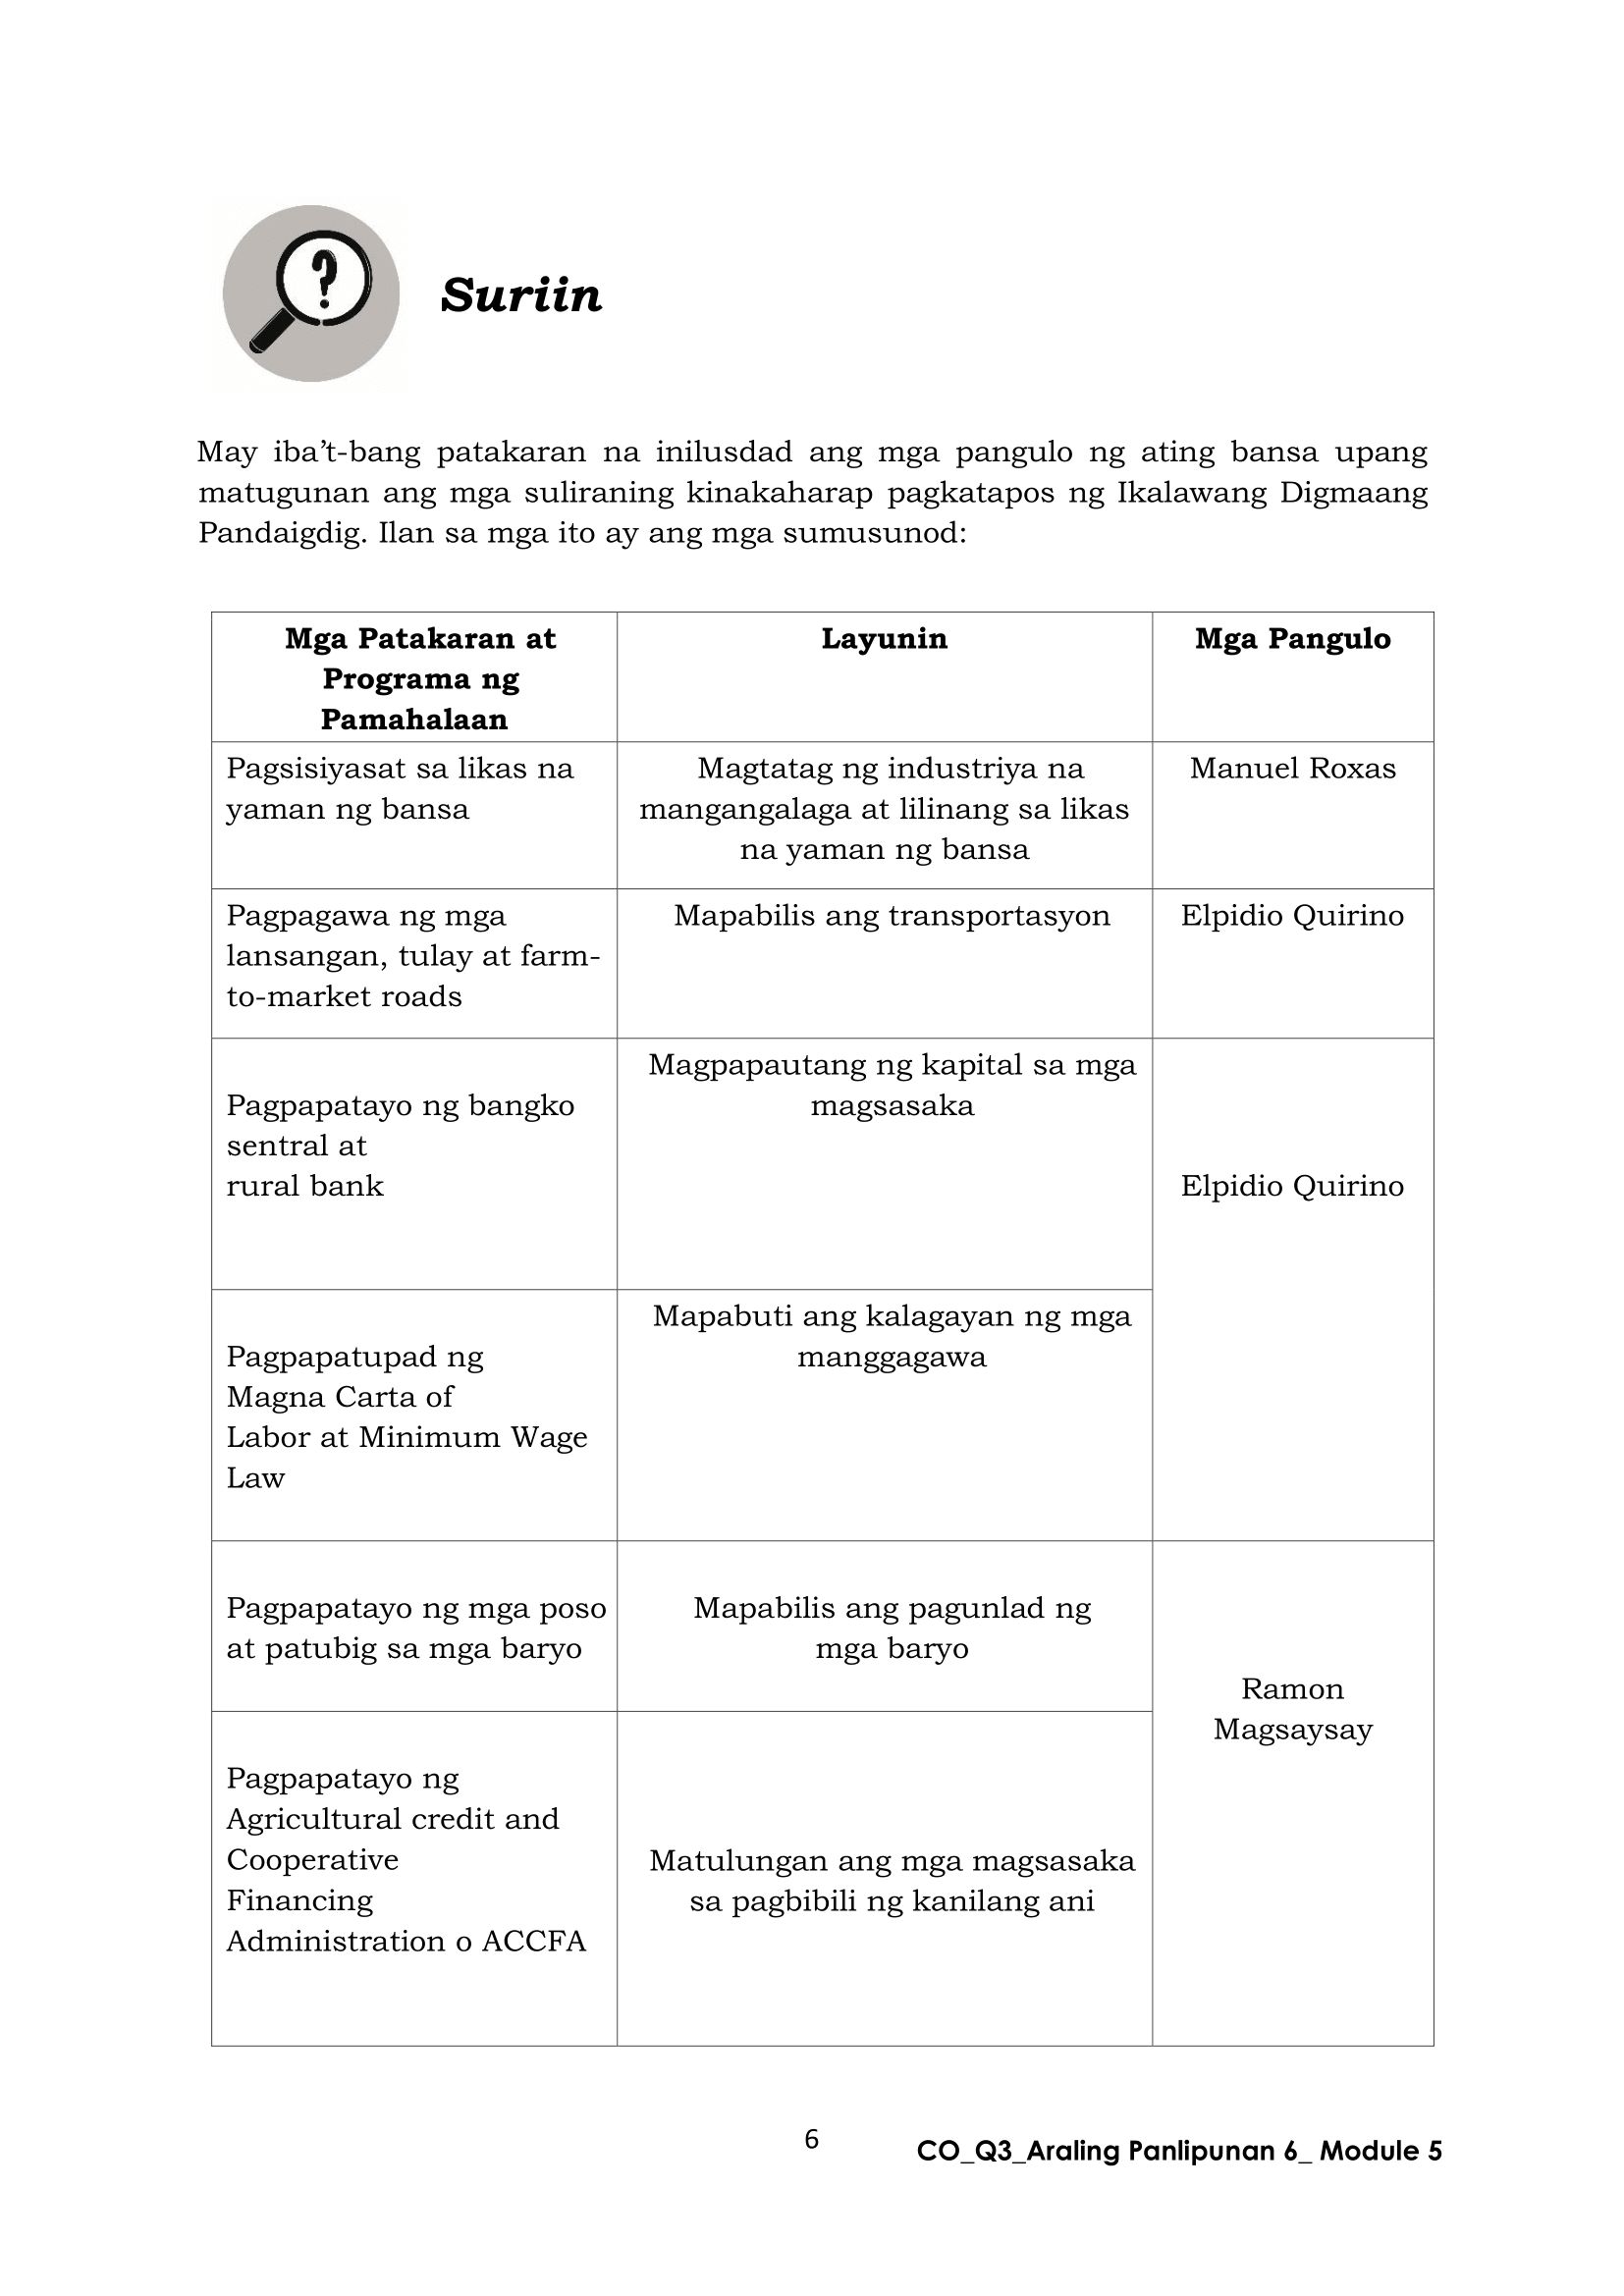 Suriin
May iba’t-bang patakaran na inilusdad ang mga pangulo ng ating bansa upang
matugunan ang mga suliraning kinakaharap pagkatapos ng Ikalawang Digmaang
Pandaigdig. Ilan sa mga ito ay ang mga sumusunod:
Mga Patakaran at
Programa ng
Pamahalaan
Layunin
Mga Pangulo
Pagsisiyasat sa likas na
yaman ng bansa
Magtatag ng industriya na
mangangalaga at lilinang sa likas
na yaman ng bansa
Manuel Roxas
Pagpagawa ng mga
lansangan, tulay at farm-
to-market roads
Mapabilis ang transportasyon
Elpidio Quirino
Pagpapatayo ng bangko
sentral at
rural bank
Magpapautang ng kapital sa mga
magsasaka
Elpidio Quirino
Pagpapatupad ng
Magna Carta of
Labor at Minimum Wage
Law
Mapabuti ang kalagayan ng mga
manggagawa
Pagpapatayo ng mga poso
at patubig sa mga baryo
Mapabilis ang pagunlad ng
mga baryo
Ramon
Magsaysay
Pagpapatayo ng
Agricultural credit and
Cooperative
Financing
Administration o ACCFA
Matulungan ang mga magsasaka
sa pagbibili ng kanilang ani
6
CO_Q3_Araling Panlipunan 6_ Module 5